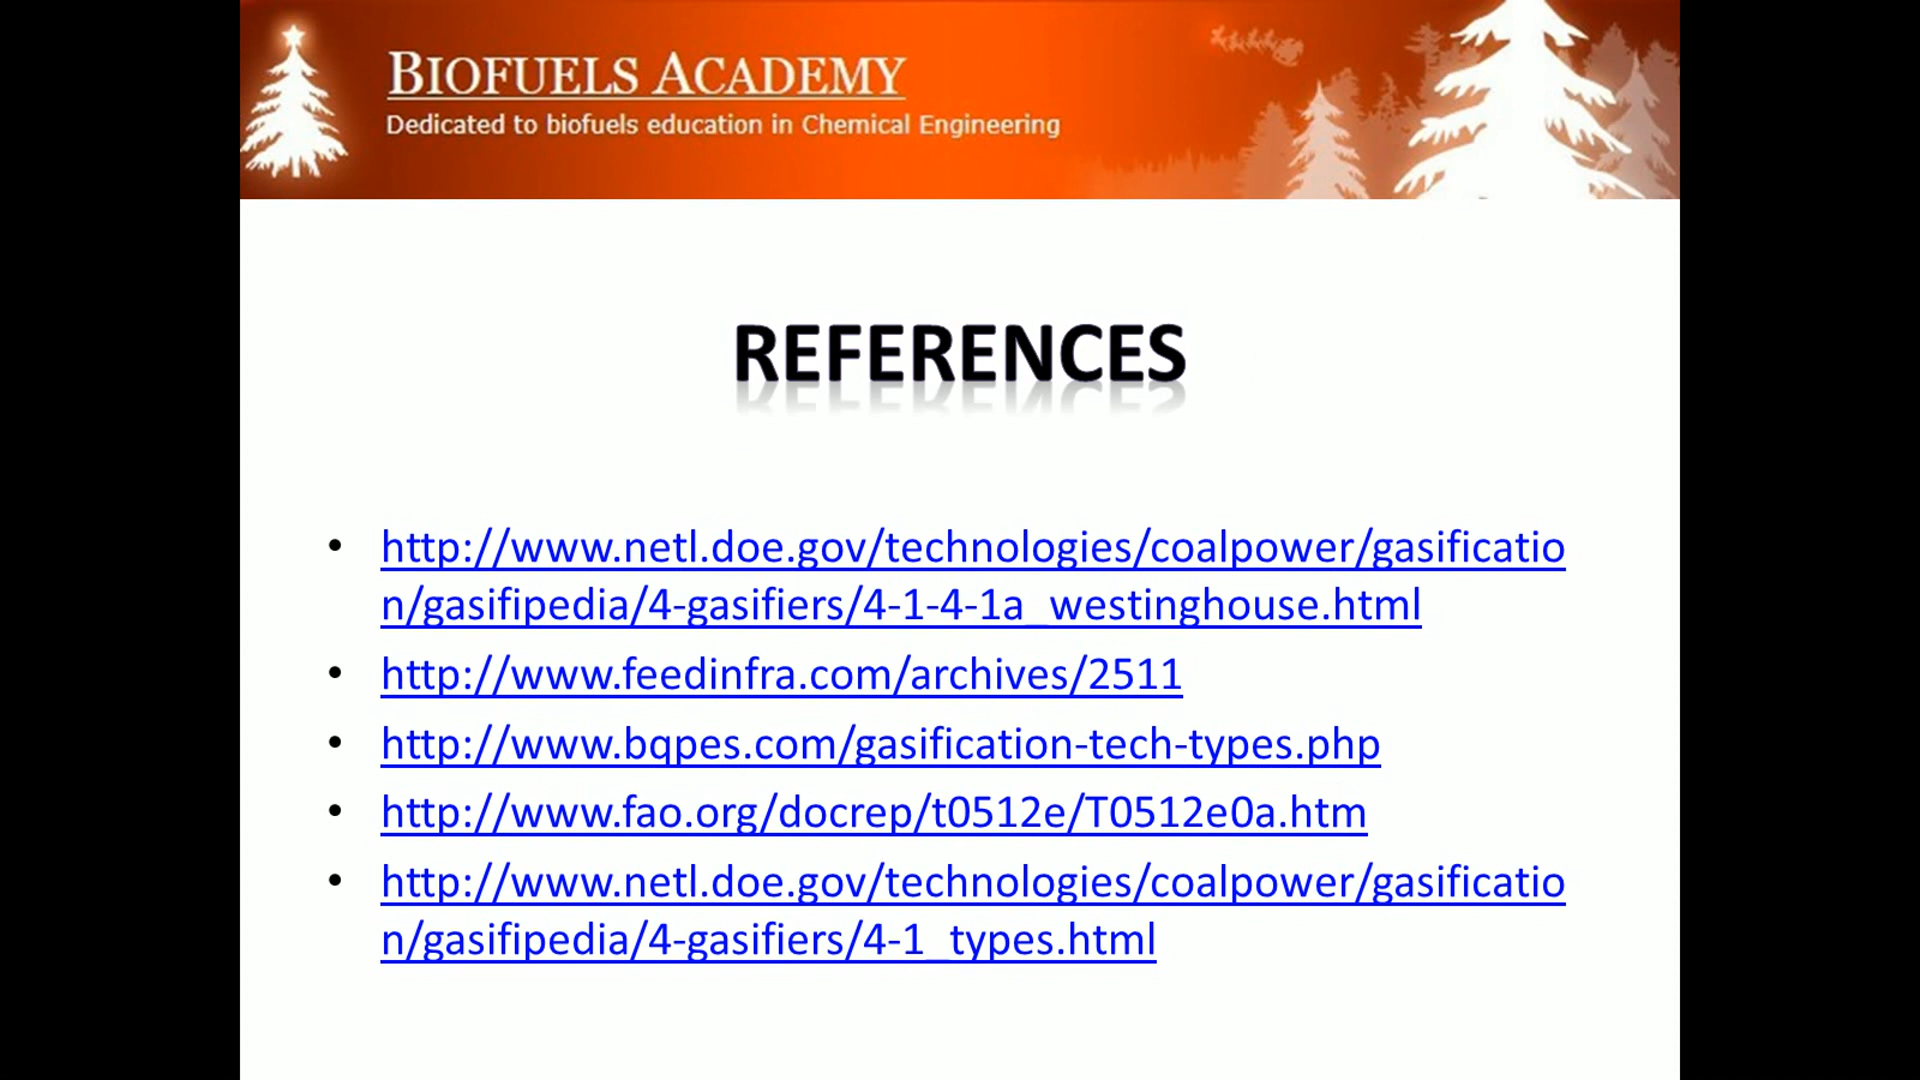 BIOFUELS ACADEMY
Dedicated to biofuels education in Chemical Engineering
REFERENCES
• http://www.netl.doe.gov/technologies/coalpower/gasificatio
n/gasifipedia/4-gasifiers/4-1-4-1a_westinghouse.html
• http://www.feedinfra.com/archives/2511
• http://www.bqpes.com/gasification-tech-types.php
• http://www.fao.org/docrep/t0512e/T0512e0a.htm
• http://www.netl.doe.gov/technologies/coalpower/gasificatio
n/gasifipedia/4-gasifiers/4-1_types.html